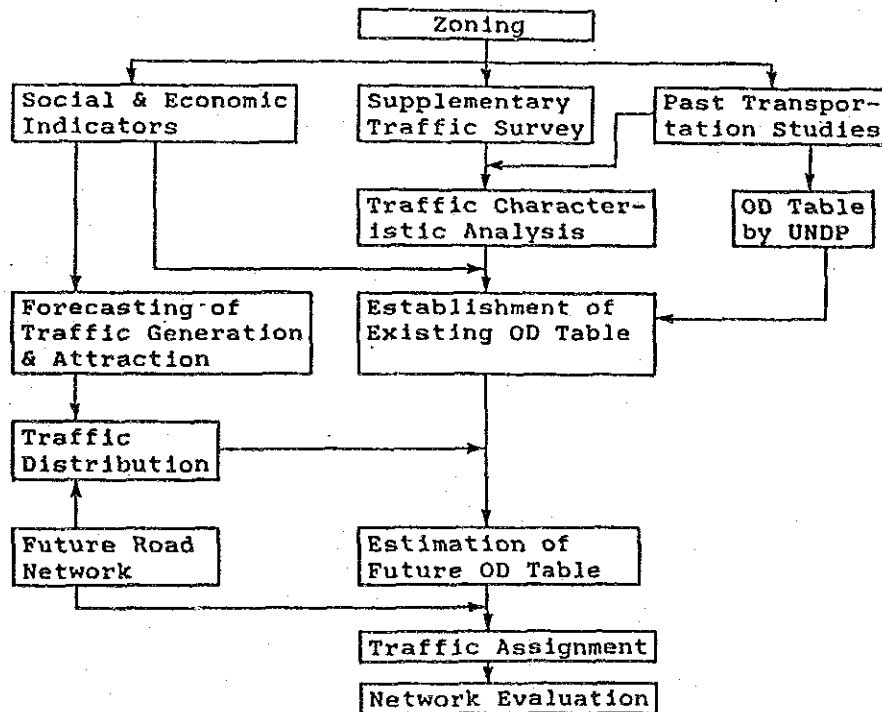 Zoning
Social & Economic
Indicators
Supplementary
Traffic Survey
Past Transpor-
tation Studies
Traffic Character-
istic Analysis
OD Table
by UNDP
Forecasting of
Traffic Generation
& Attraction
Establishment of
Existing OD Table
Traffic
Distribution
Future Road
Network
Estimation of
Future OD Table
Traffic Assignment
Network Evaluation